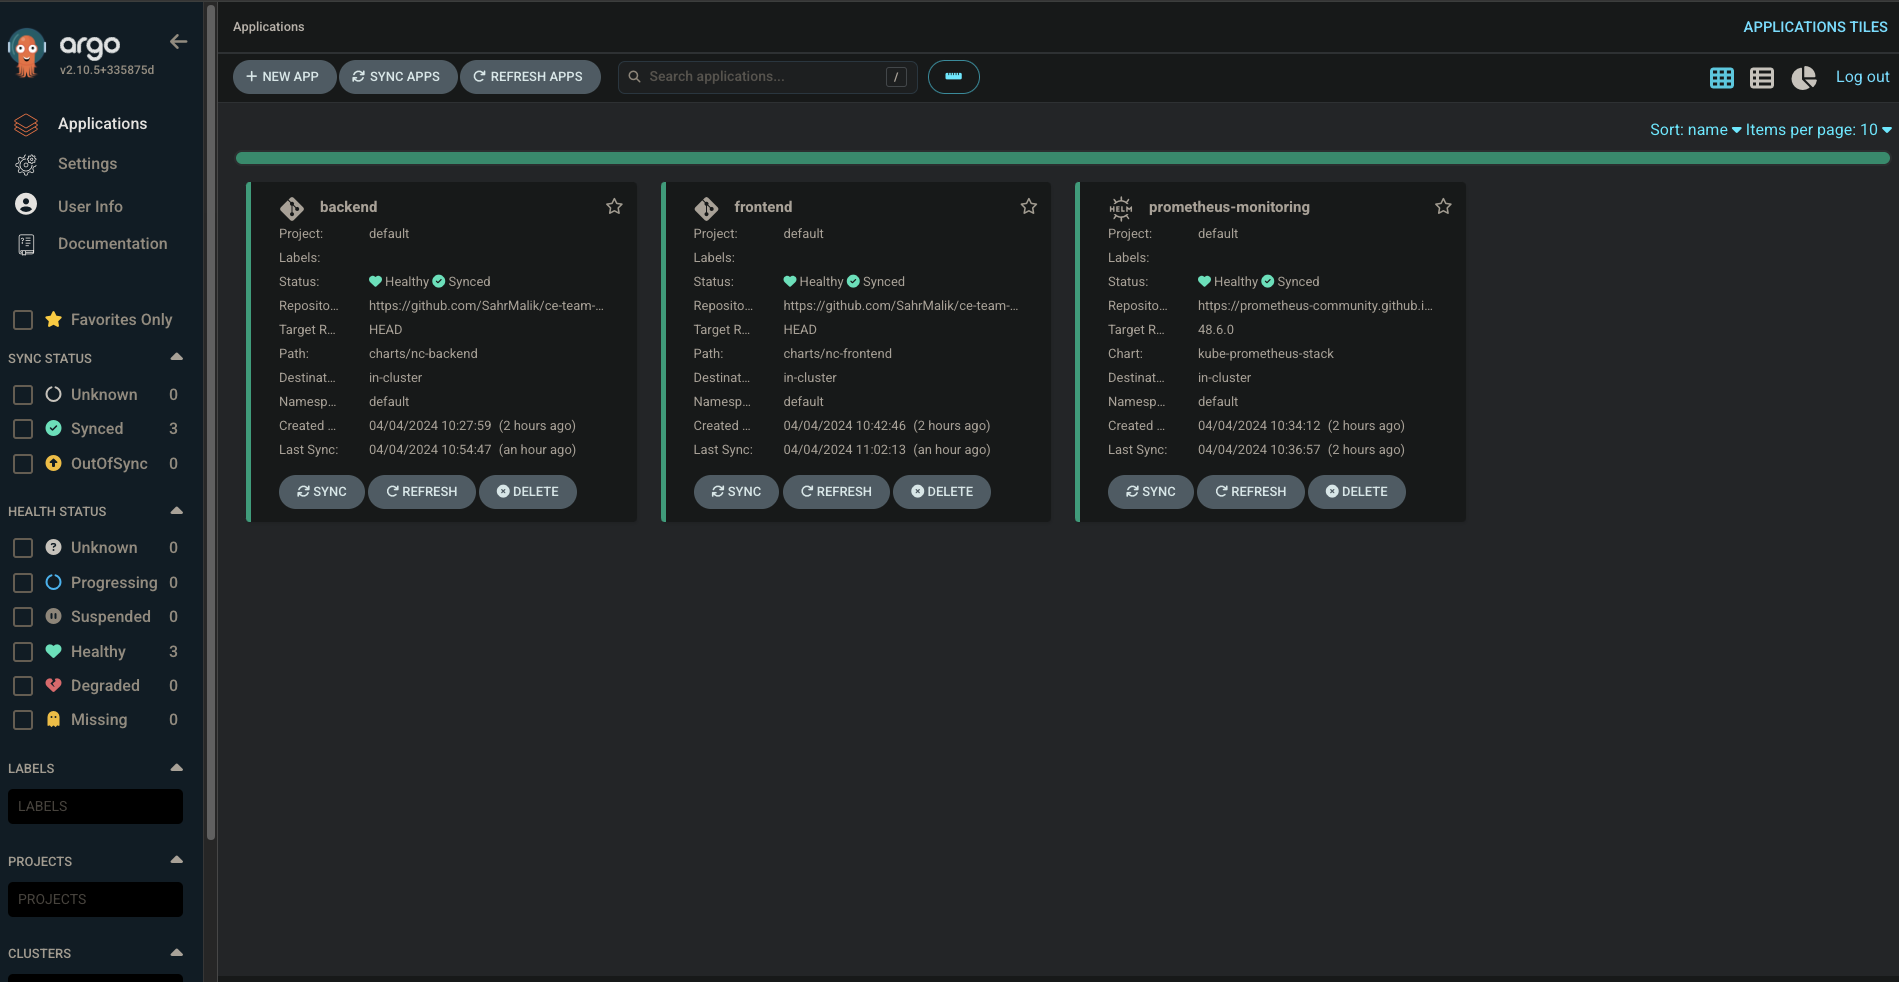 argo
v2.10.5+335875d
Applications
Settings
User Info
Documentation
Favorites Only
SYNC STATUS
Unknown 0
Synced 3
OutOfSync 0
HEALTH STATUS
Unknown 0
Progressing 0
Suspended 0
Healthy 3
Degraded 0
Missing 0
LABELS
LABELS
PROJECTS
PROJECTS
CLUSTERS
Applications
APPLICATIONS TILES
NEW APP SYNC APPS REFRESH APPS Search applications... / Log out
Sort: name Items per page: 10
backend
Project: default
Labels:
Status: Healthy Synced
Reposito... https://github.com/SahrMalik/ce-team-...
Target R... HEAD
Path: charts/nc-backend
Destinat... in-cluster
Namesp... default
Created ... 04/04/2024 10:27:59 (2 hours ago)
Last Sync: 04/04/2024 10:54:47 (an hour ago)
SYNC REFRESH DELETE
frontend
Project: default
Labels:
Status: Healthy Synced
Reposito... https://github.com/SahrMalik/ce-team-...
Target R... HEAD
Path: charts/nc-frontend
Destinat... in-cluster
Namesp... default
Created ... 04/04/2024 10:42:46 (2 hours ago)
Last Sync: 04/04/2024 11:02:13 (an hour ago)
SYNC REFRESH DELETE
HELM
prometheus-monitoring
Project: default
Labels:
Status: Healthy Synced
Reposito... https://prometheus-community.github.i...
Target R... 48.6.0
Chart: kube-prometheus-stack
Destinat... in-cluster
Namesp... default
Created ... 04/04/2024 10:34:12 (2 hours ago)
Last Sync: 04/04/2024 10:36:57 (2 hours ago)
SYNC REFRESH DELETE